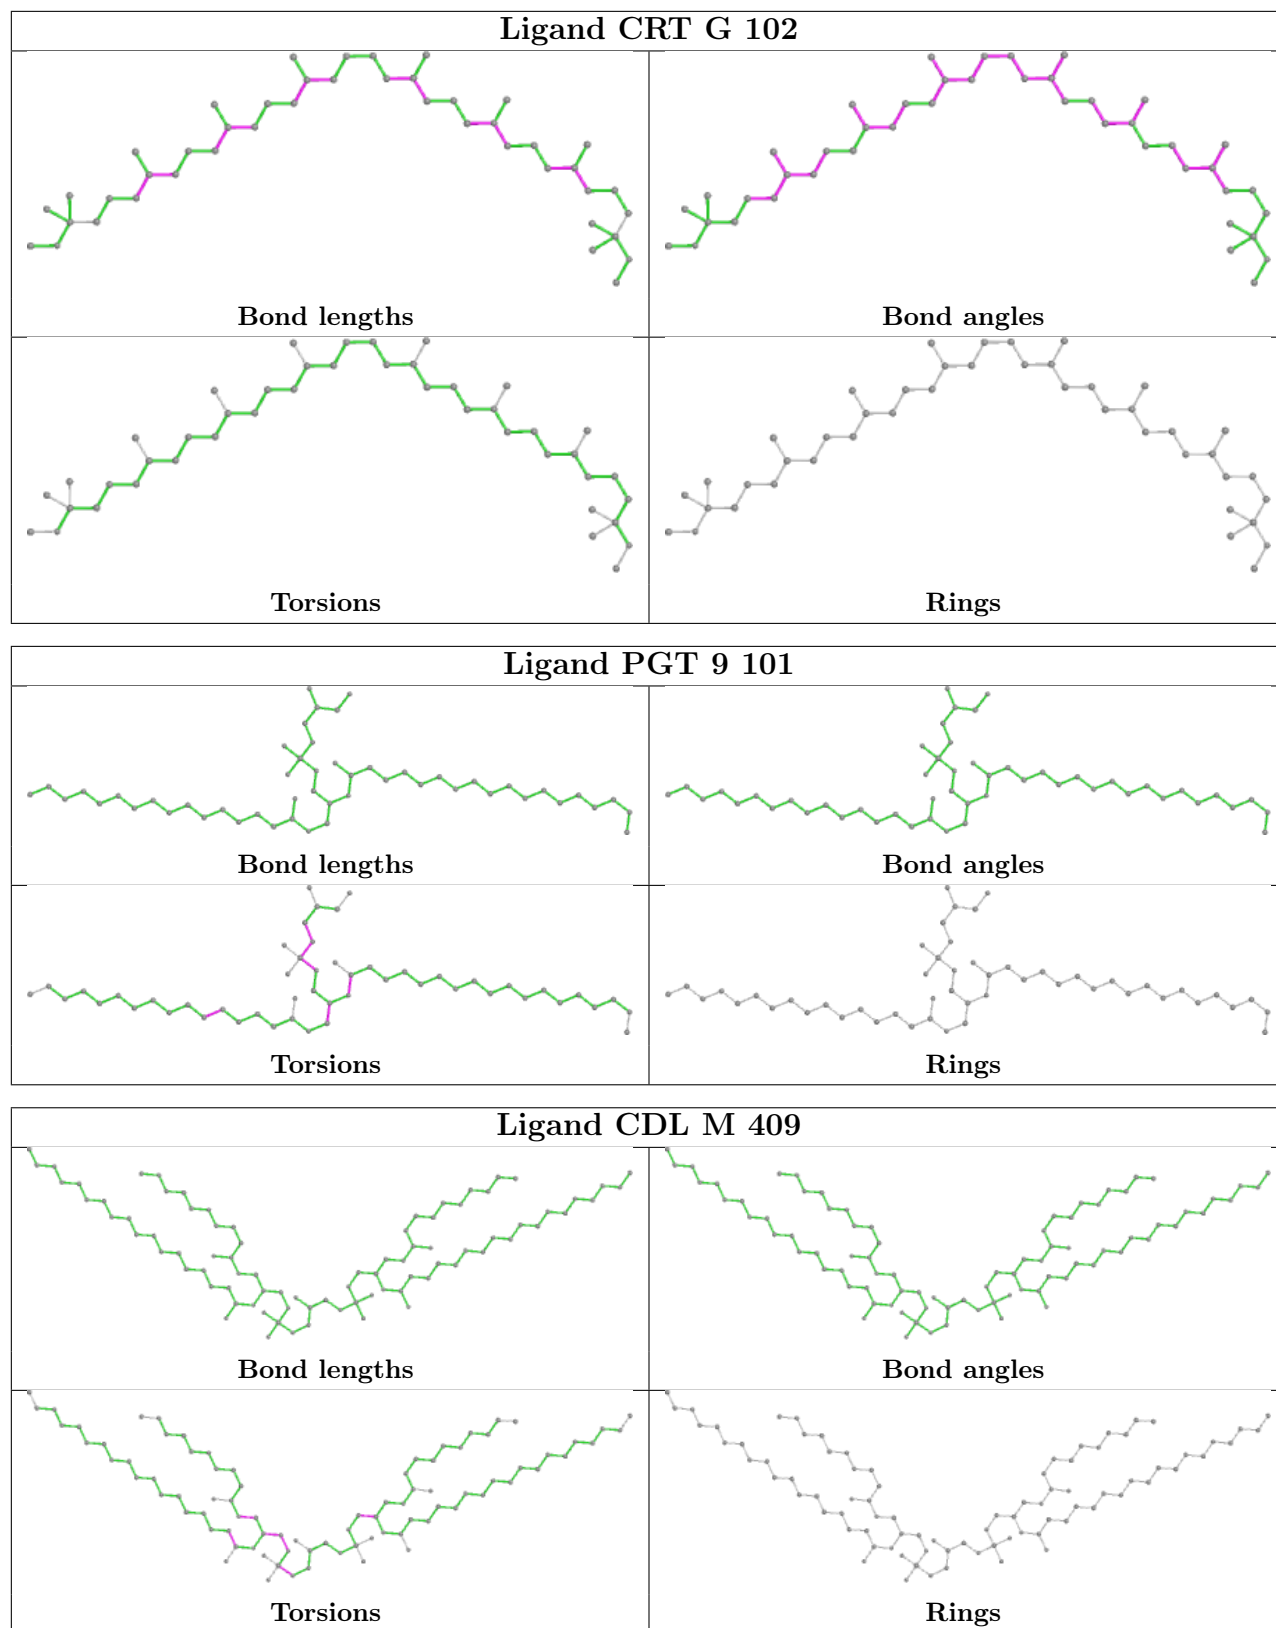 Ligand CRT G 102
Bond lengths
Bond angles
Torsions
Rings
Ligand PGT 9 101
Bond lengths
Bond angles
Torsions
Rings
Ligand CDL M 409
Bond lengths
Bond angles
Torsions
Rings